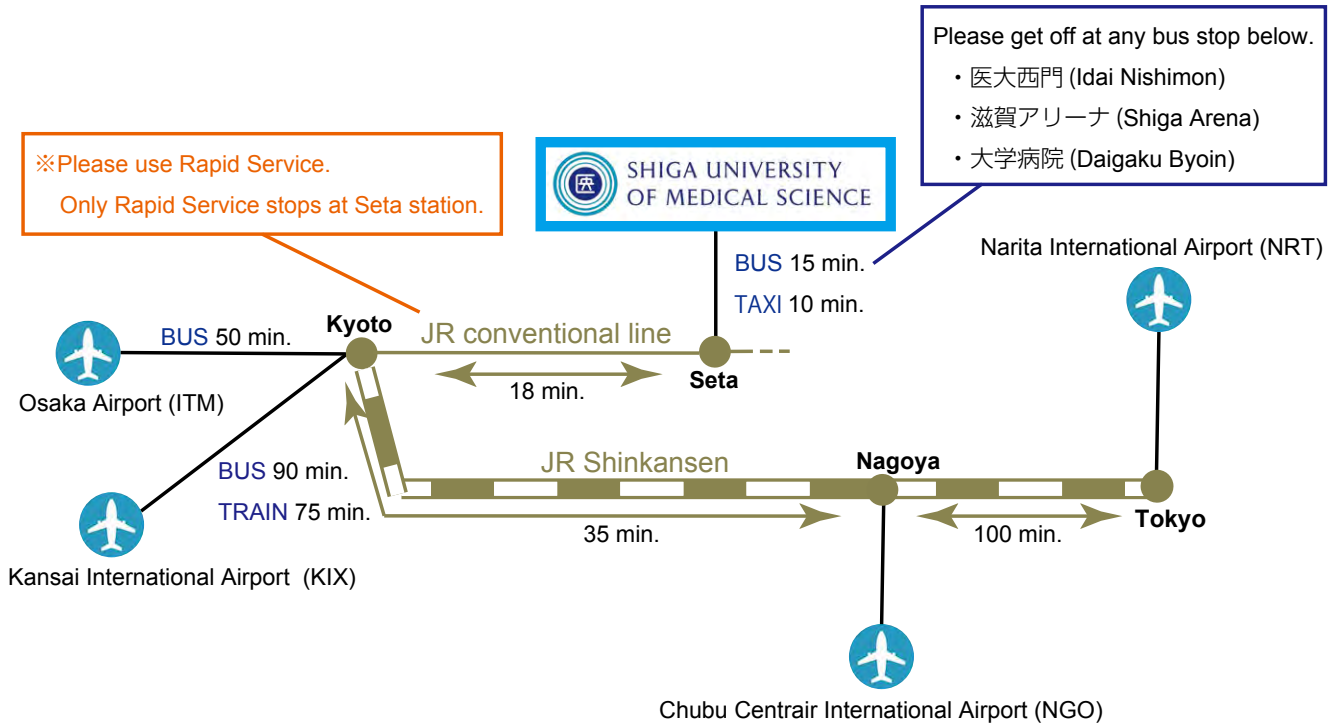 Please get off at any bus stop below.
・医大西門 (Idai Nishimon)
・滋賀アリーナ (Shiga Arena)
・大学病院 (Daigaku Byoin)
※Please use Rapid Service.
Only Rapid Service stops at Seta station.
医
SHIGA UNIVERSITY
OF MEDICAL SCIENCE
BUS 15 min.
TAXI 10 min.
Narita International Airport (NRT)
Kyoto
JR conventional line
BUS 50 min.
18 min.
Seta
Osaka Airport (ITM)
BUS 90 min.
TRAIN 75 min.
JR Shinkansen
Nagoya
35 min.
100 min.
Tokyo
Kansai International Airport (KIX)
Chubu Centrair International Airport (NGO)